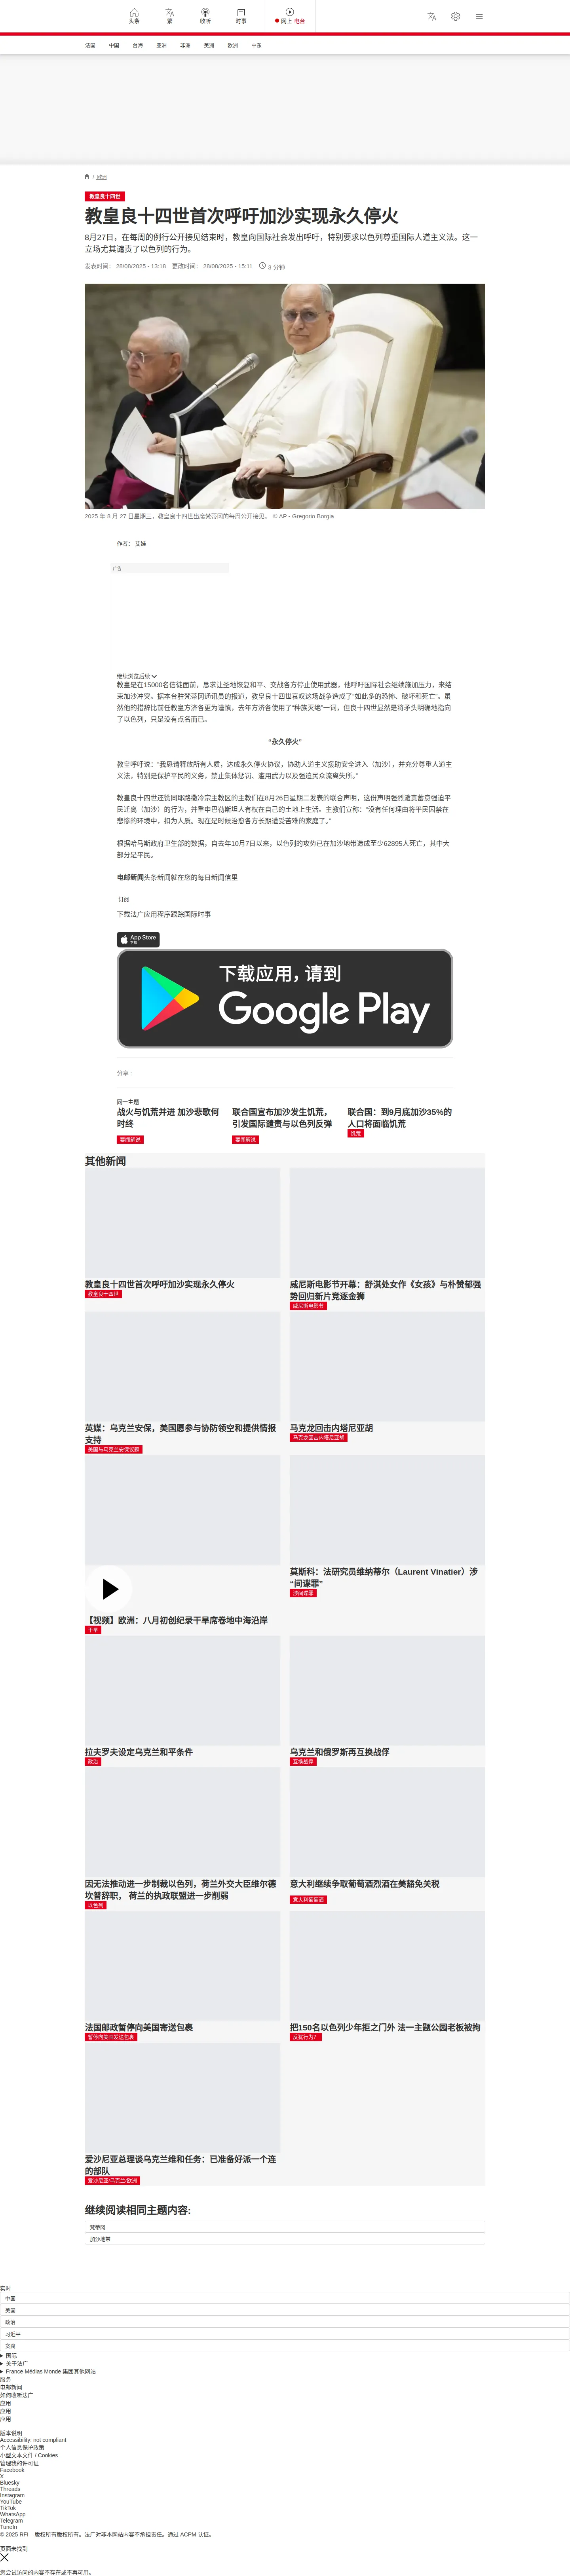 头条
繁
收听
时事
网上 电台
法国 中国 台海 亚洲 非洲 美洲 欧洲 中东
/ 欧洲
教皇良十四世
教皇良十四世首次呼吁加沙实现永久停火
8月27日，在每周的例行公开接见结束时，教皇向国际社会发出呼吁，特别要求以色列尊重国际人道主义法。这一
立场尤其谴责了以色列的行为。
发表时间： 28/08/2025 - 13:18 更改时间： 28/08/2025 - 15:11 3 分钟
2025 年 8 月 27 日星期三，教皇良十四世出席梵蒂冈的每周公开接见。 © AP - Gregorio Borgia
作者： 艾娃
广告
继续浏览后续
教皇是在15000名信徒面前，恳求让圣地恢复和平、交战各方停止使用武器，他呼吁国际社会继续施加压力，来结
束加沙冲突。据本台驻梵蒂冈通讯员的报道，教皇良十四世哀叹这场战争造成了“如此多的恐怖、破坏和死亡”。虽
然他的措辞比前任教皇方济各更为谨慎，去年方济各使用了“种族灭绝”一词，但良十四世显然是将矛头明确地指向
了以色列，只是没有点名而已。
“永久停火”
教皇呼吁说：“我恳请释放所有人质，达成永久停火协议，协助人道主义援助安全进入（加沙），并充分尊重人道主
义法，特别是保护平民的义务，禁止集体惩罚、滥用武力以及强迫民众流离失所。”
教皇良十四世还赞同耶路撒冷宗主教区的主教们在8月26日星期二发表的联合声明，这份声明强烈谴责蓄意强迫平
民迁离（加沙）的行为，并重申巴勒斯坦人有权在自己的土地上生活。主教们宣称：“没有任何理由将平民囚禁在
悲惨的环境中，扣为人质。现在是时候治愈各方长期遭受苦难的家庭了。”
根据哈马斯政府卫生部的数据，自去年10月7日以来，以色列的攻势已在加沙地带造成至少62895人死亡，其中大
部分是平民。
电邮新闻头条新闻就在您的每日新闻信里
订阅
下载法广应用程序跟踪国际时事
App Store
下载
下载应用，请到
Google Play
分享 :
同一主题
战火与饥荒并进 加沙悲歌何
时终
要闻解说
联合国宣布加沙发生饥荒，
引发国际谴责与以色列反弹
要闻解说
联合国：到9月底加沙35%的
人口将面临饥荒
饥荒
其他新闻
教皇良十四世首次呼吁加沙实现永久停火
教皇良十四世
威尼斯电影节开幕：舒淇处女作《女孩》与朴赞郁强
势回归新片竞逐金狮
威尼斯电影节
英媒：乌克兰安保，美国愿参与协防领空和提供情报
支持
美国与乌克兰安保议题
马克龙回击内塔尼亚胡
马克龙回击内塔尼亚胡
【视频】欧洲：八月初创纪录干旱席卷地中海沿岸
干旱
莫斯科：法研究员维纳蒂尔（Laurent Vinatier）涉
“间谍罪”
涉间谍罪
拉夫罗夫设定乌克兰和平条件
政治
乌克兰和俄罗斯再互换战俘
互换战俘
因无法推动进一步制裁以色列，荷兰外交大臣维尔德
坎普辞职， 荷兰的执政联盟进一步削弱
以色列
意大利继续争取葡萄酒烈酒在美豁免关税
意大利葡萄酒
法国邮政暂停向美国寄送包裹
暂停向美国发送包裹
把150名以色列少年拒之门外 法一主题公园老板被拘
反犹行为？
爱沙尼亚总理谈乌克兰维和任务：已准备好派一个连
的部队
爱沙尼亚/乌克兰/欧洲
继续阅读相同主题内容:
梵蒂冈
加沙地带
实时
中国
美国
政治
习近平
贪腐
国际
关于法广
France Médias Monde 集团其他网站
服务
电邮新闻
如何收听法广
应用
应用
应用
版本说明
Accessibility: not compliant
个人信息保护政策
小型文本文件 / Cookies
管理我的许可证
Facebook
X
Bluesky
Threads
Instagram
YouTube
TikTok
WhatsApp
Telegram
TuneIn
© 2025 RFI – 版权所有版权所有。法广对非本网站内容不承担责任。通过 ACPM 认证。
页面未找到
您尝试访问的内容不存在或不再可用。